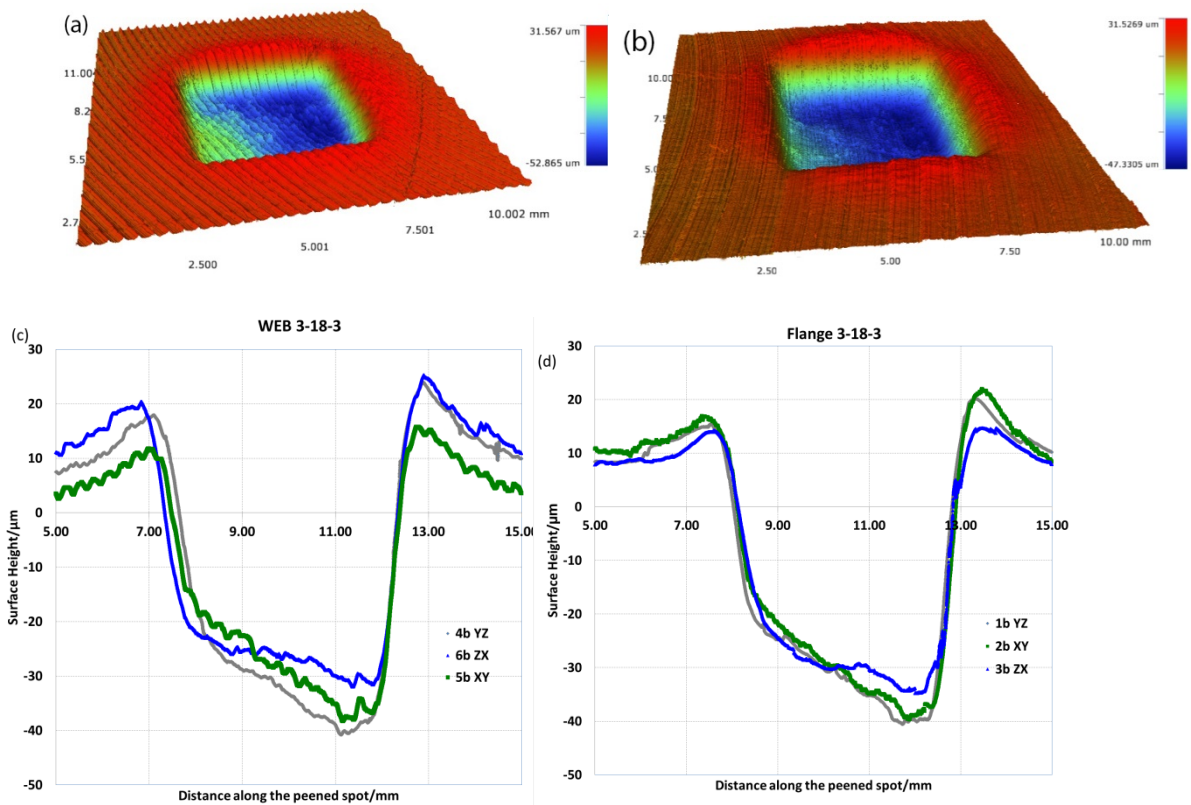 (a)
31.567 um
11.004
8.2
5.5
2.7
-52.865 um
10.002 mm
7.501
5.001
2.500
(b)
31.5269 um
10.00
7.5
5.0
2.5
-47.3305 um
10.00 mm
7.50
5.00
2.50
(c)
WEB 3-18-3
30
20
10
0
-10
-20
-30
-40
-50
5.00 7.00 9.00 11.00 13.00 15.00
Surface Height/µm
4b YZ
6b ZX
5b XY
Distance along the peened spot/mm
(d)
Flange 3-18-3
30
20
10
0
-10
-20
-30
-40
-50
5.00 7.00 9.00 11.00 13.00 15.00
Surface Height/µm
1b YZ
2b XY
3b ZX
Distance along the peened spot/mm